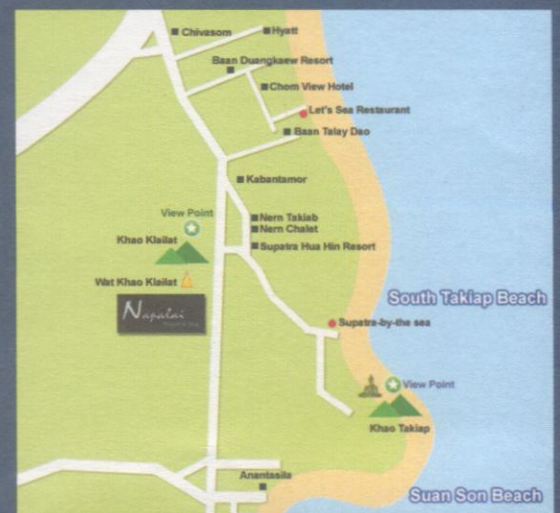 Chivasom
Hyatt
Baan Duangkaew Resort
Chom View Hotel
Let's Sea Restaurant
Baan Talay Dao
Kabantamor
View Point
Nern Takiab
Nern Chalet
Khao Klailat
Supatra Hua Hin Resort
Wat Khao Klailat
South Takiap Beach
Napalai
Supatra-by-the sea
View Point
Khao Takiap
Anantasila
Suan Son Beach